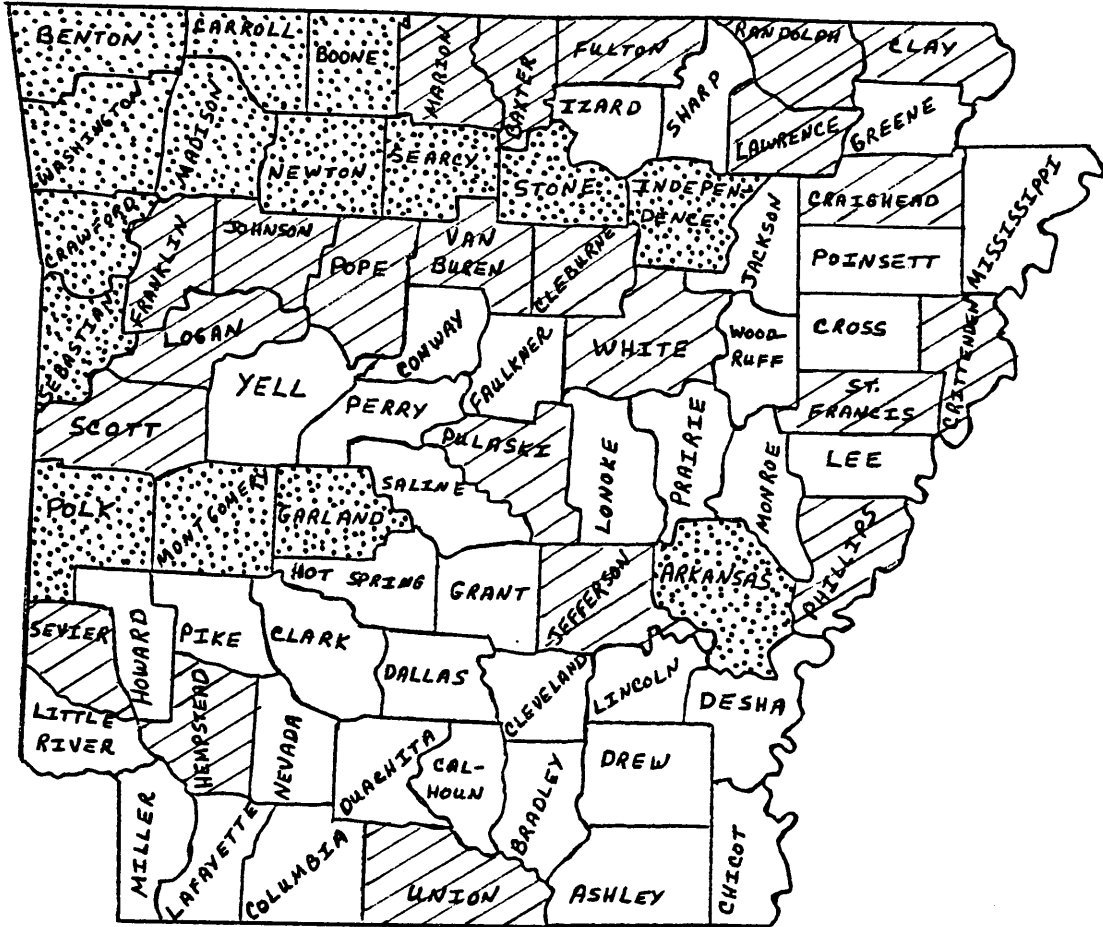 BENTON
CARROLL
BOONE
MARION
BAXTER
FULTON
RANDOLPH
CLAY
IZARD
SHARP
LAWRENCE
GREENE
WASHINGTON
MADISON
NEWTON
SEARCY
STONE
INDEPEN-
DENCE
JACKSON
CRAIGHEAD
MISSISSIPPI
CRAWFORD
FRANKLIN
JOHNSON
POPE
VAN
BUREN
CLEBURNE
POINSETT
SEBASTIAN
LOGAN
CONWAY
FAULKNER
WHITE
WOOD-
RUFF
CROSS
CRITTENDEN
YELL
PERRY
ST.
FRANCIS
SCOTT
PULASKI
LONOKE
PRAIRIE
MONROE
LEE
POLK
MONTGOMERY
GARLAND
SALINE
HOT SPRING
GRANT
JEFFERSON
ARKANSAS
PHILLIPS
SEVIER
HOWARD
PIKE
CLARK
DALLAS
CLEVELAND
LINCOLN
DESHA
LITTLE
RIVER
HEMPSTEAD
NEVADA
OUACHITA
CAL-
HOUN
BRADLEY
DREW
MILLER
LAFAYETTE
COLUMBIA
UNION
ASHLEY
CHICOT